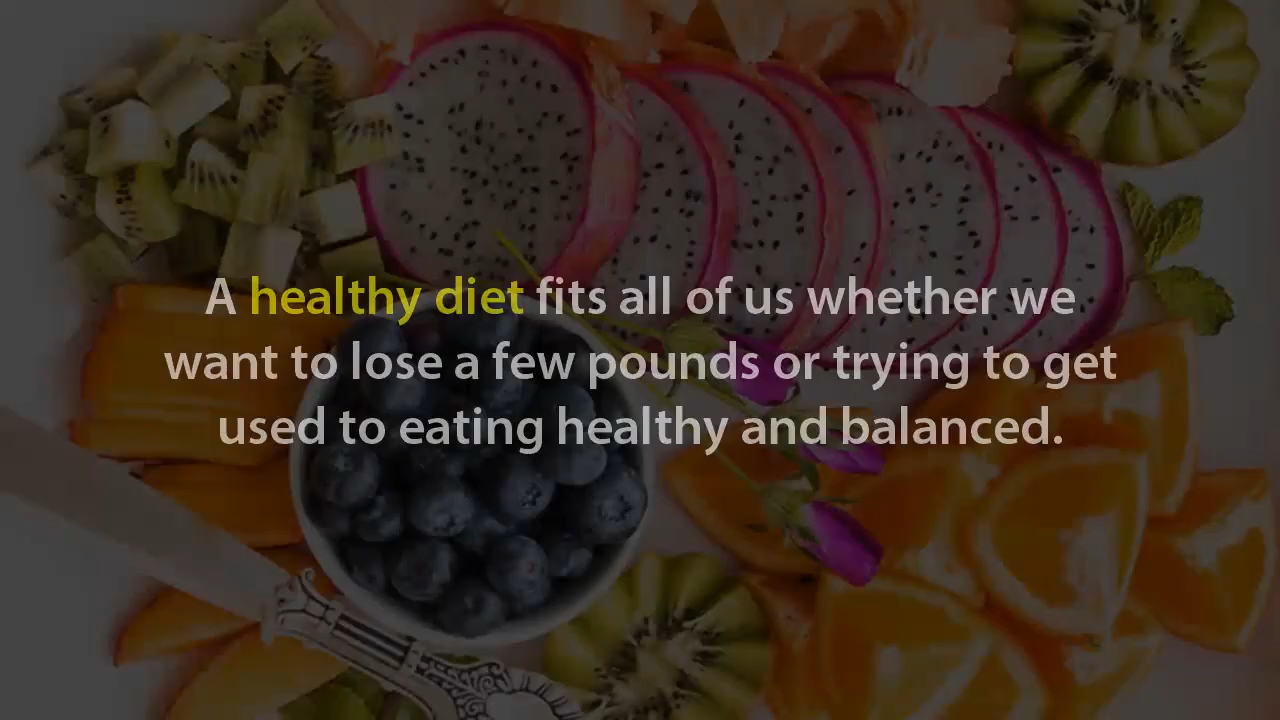 A healthy diet fits all of us whether we
want to lose a few pounds or trying to get
used to eating healthy and balanced.